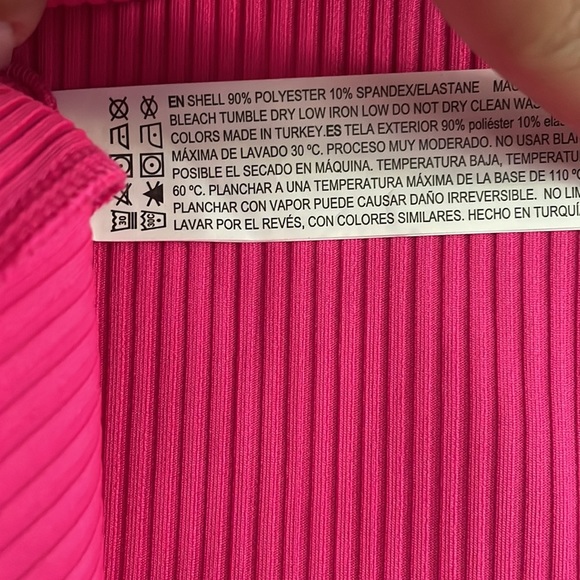 EN SHELL 90% POLYESTER 10% SPANDEX/ELASTANE
BLEACH TUMBLE DRY LOW IRON LOW DO NOT DRY CLEAN
COLORS MADE IN TURKEY.ES TELA EXTERIOR 90% poliéster 10%
MÁXIMA DE LAVADO 30 ºC. PROCESO MUY MODERADO. NO USAR
POSIBLE EL SECADO EN MÁQUINA. TEMPERATURA BAJA,
60 ºC. PLANCHAR A UNA TEMPERATURA MÁXIMA DE LA BASE DE 110
PLANCHAR CON VAPOR PUEDE CAUSAR DAÑO IRREVERSIBLE. NO
LAVAR POR EL REVÉS, CON COLORES SIMILARES. HECHO EN
30